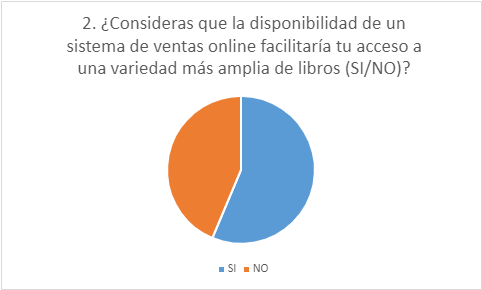 2. ¿Consideras que la disponibilidad de un
sistema de ventas online facilitaría tu acceso a
una variedad más amplia de libros (SI/NO)?
SI NO